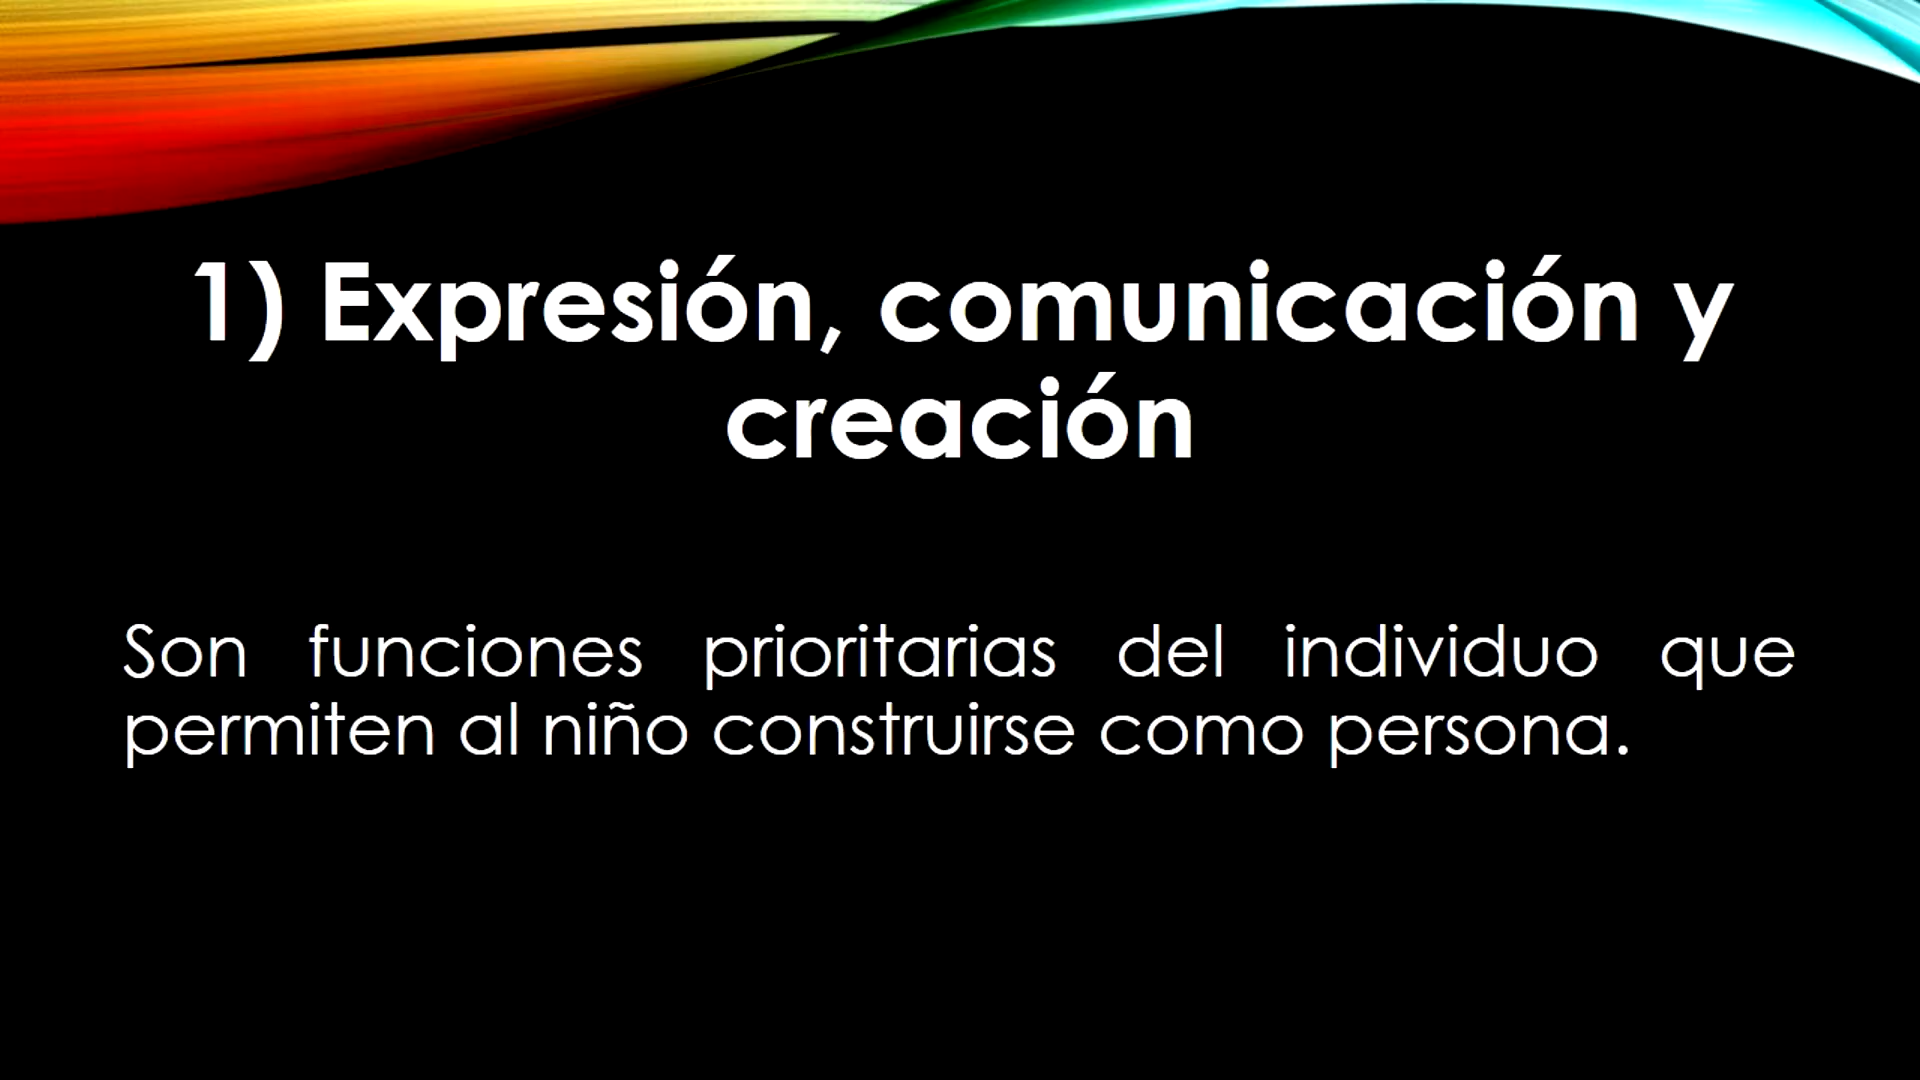 1) Expresión, comunicación y
creación
Son funciones prioritarias del individuo que
permiten al niño construirse como persona.